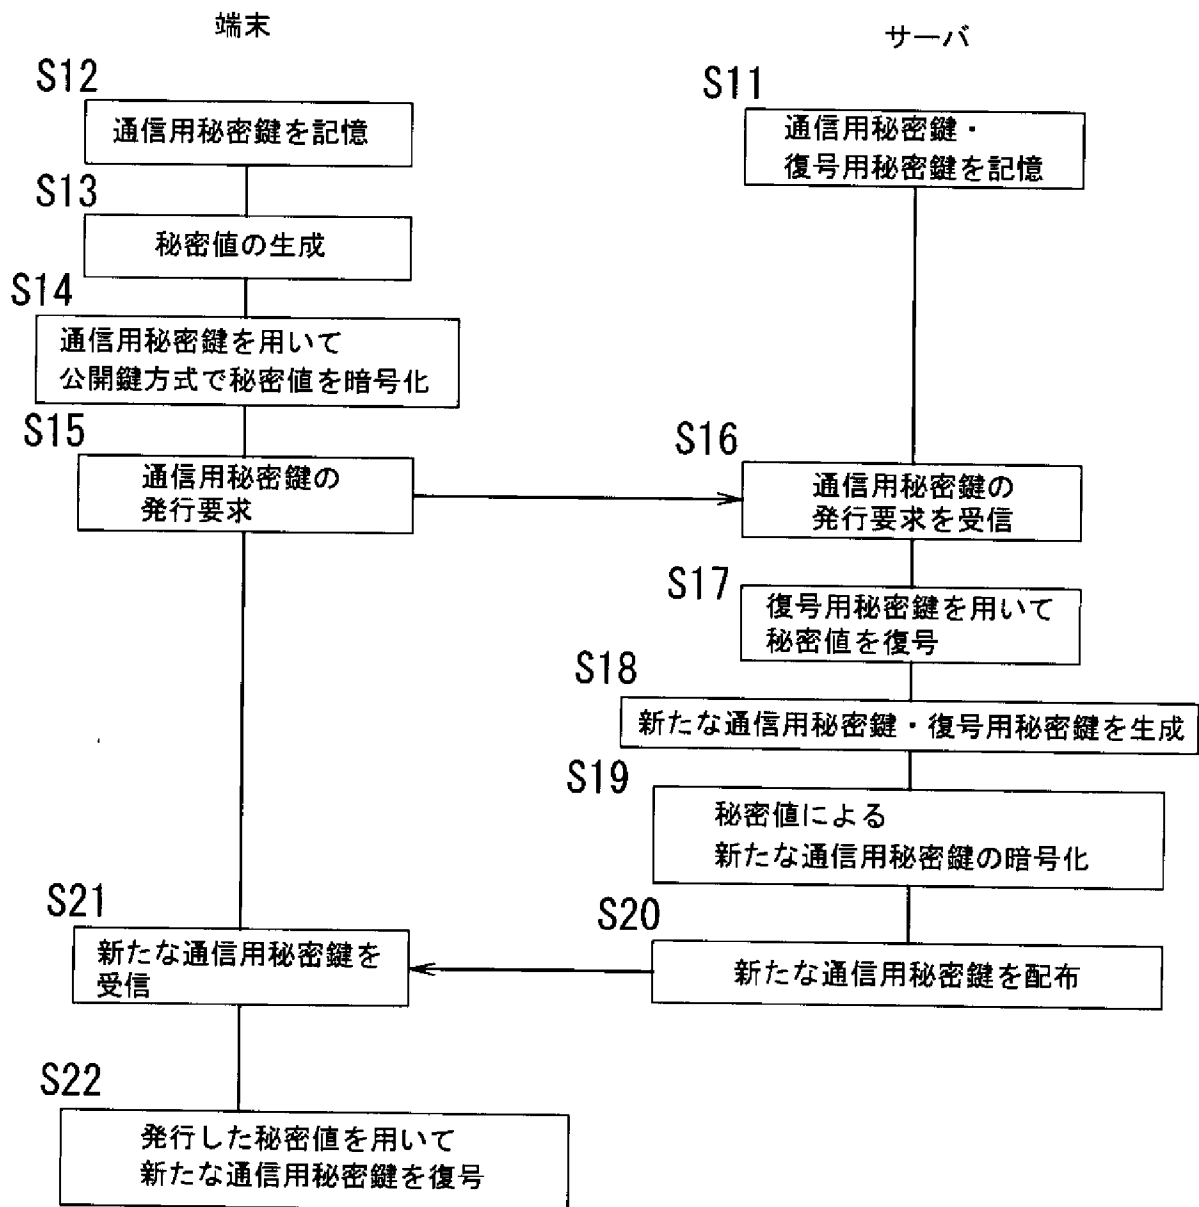 端末
サーバ
S12
通信用秘密鍵を記憶
S11
通信用秘密鍵・
復号用秘密鍵を記憶
S13
秘密値の生成
S14
通信用秘密鍵を用いて
公開鍵方式で秘密値を暗号化
S15
通信用秘密鍵の
発行要求
S16
通信用秘密鍵の
発行要求を受信
S17
復号用秘密鍵を用いて
秘密値を復号
S18
新たな通信用秘密鍵・復号用秘密鍵を生成
S19
秘密値による
新たな通信用秘密鍵の暗号化
S20
新たな通信用秘密鍵を配布
S21
新たな通信用秘密鍵を
受信
S22
発行した秘密値を用いて
新たな通信用秘密鍵を復号